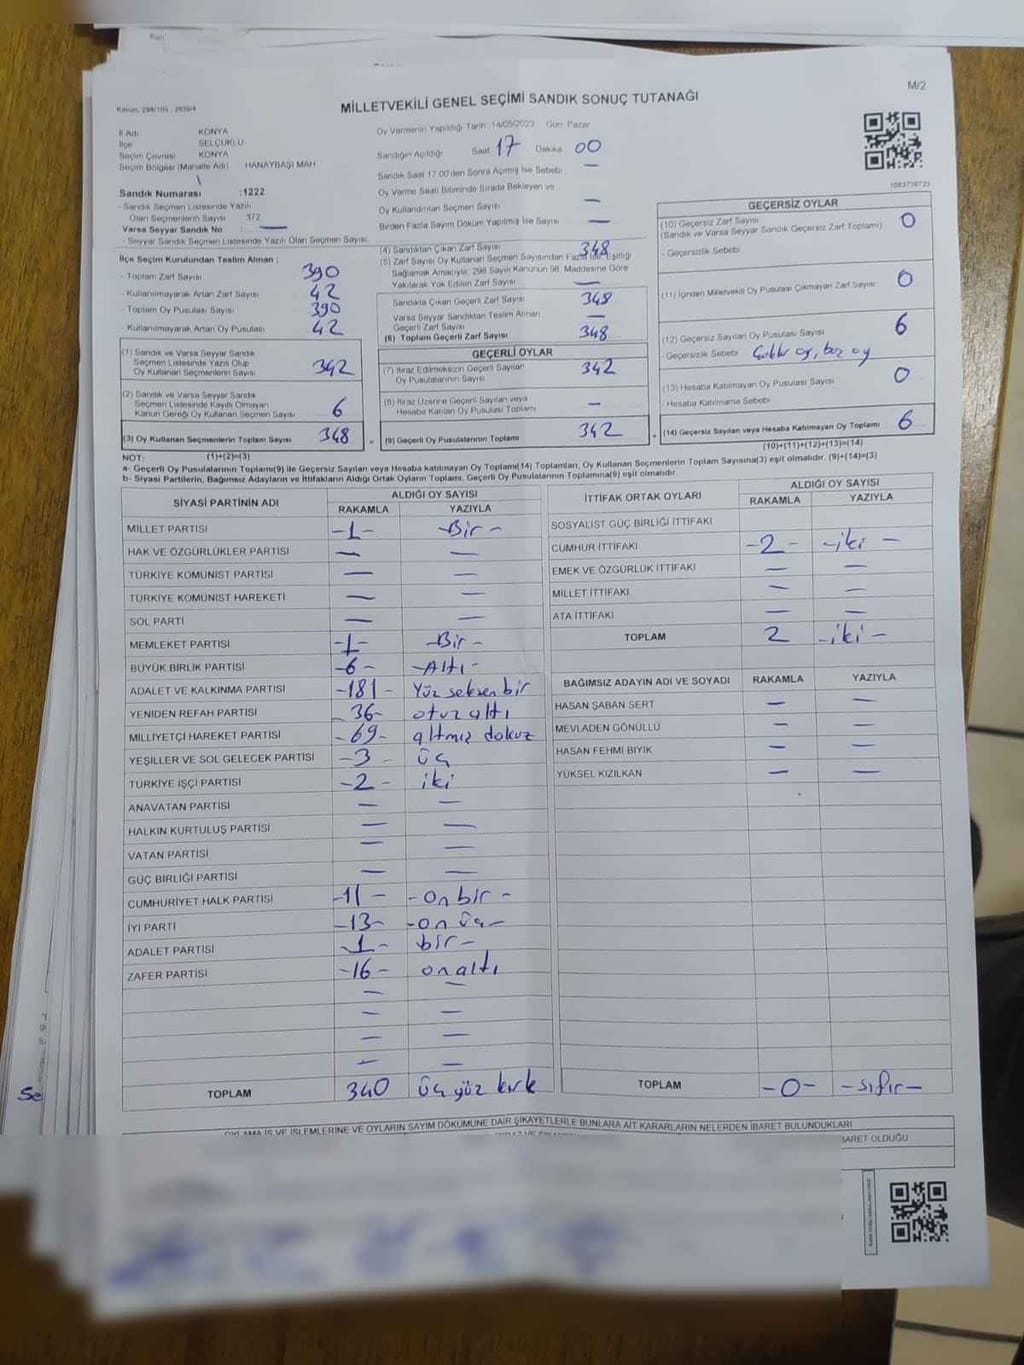 M/2
MİLLETVEKİLİ GENEL SEÇİMİ SANDIK SONUÇ TUTANAĞI
İl Adı KONYA
İlçe SELÇUKLU
Seçim Çevresi KONYA
Seçim Bölgesi (Mahalle Adı) HANAYBAŞI MAH.
Sandık Numarası :1222
- Sandık Seçmen Listesinde Yazılı
Olan Seçmenlerin Sayısı 372
Varsa Seyyar Sandık No : —
- Seyyar Sandık Seçmen Listesinde Yazılı Olan Seçmen Sayısı
İlçe Seçim Kurulundan Teslim Alınan :
- Toplam Zarf Sayısı 390
- Kullanılmayarak Artan Zarf Sayısı 42
- Toplam Oy Pusulası 390
- Kullanılmayarak Artan Oy Pusulası 42
(1) Sandık ve Varsa Seyyar Sandık
Seçmen Listesinde Yazılı Olup
Oy Kullanan Seçmenlerin Sayısı 342
(2) Sandık ve Varsa Seyyar Sandık
Seçmen Listesinde Kaydı Olmayan
Kanun Gereği Oy Kullanan Seçmen Sayısı 6
(3) Oy Kullanan Seçmenlerin Toplam Sayısı 348
(1)+(2)=(3)
Oy Vermenin Yapıldığı Tarih : 14/05/2023 Gün: Pazar
Sandığın Açıldığı Saat: 17 Dakika: 00
Sandık Saat 17:00'den Sonra Açılmış İse Sebebi —
Oy Verme Saati Bitiminde Sırada Bekleyen ve
Oy Kullandırılan Seçmen Sayısı —
Birden Fazla Sayım Döküm Yapılmış İse Sayısı —
(4) Sandıktan Çıkan Zarf Sayısı 348
(5) Zarf Sayısı Oy Kullanan Seçmen Sayısından Fazla İse, Eşitliği
Sağlamak Amacıyla, 298 Sayılı Kanunun 98. Maddesine Göre
Yakılarak Yok Edilen Zarf Sayısı —
Sandıkta Çıkan Geçerli Zarf Sayısı 348
Varsa Seyyar Sandıktan Teslim Alınan
Geçerli Zarf Sayısı —
(6) Toplam Geçerli Zarf Sayısı 348
GEÇERLİ OYLAR
(7) İtiraz Edilmeksizin Geçerli Sayılan
Oy Pusulalarının Sayısı 342
(8) İtiraz Üzerine Geçerli Sayılan veya
Hesaba Katılan Oy Pusulası Toplamı —
(9) Geçerli Oy Pusulalarının Toplamı 342
1083739723
GEÇERSİZ OYLAR
(10) Geçersiz Zarf Sayısı
(Sandık ve Varsa Seyyar Sandık Geçersiz Zarf Toplamı) 0
- Geçersizlik Sebebi:
(11) İçinden Milletvekili Oy Pusulası Çıkmayan Zarf Sayısı 0
(12) Geçersiz Sayılan Oy Pusulası Sayısı 6
- Geçersizlik Sebebi oy, boz oy
(13) Hesaba Katılmayan Oy Pusulası Sayısı 0
- Hesaba Katılmama Sebebi
(14) Geçersiz Sayılan veya Hesaba Katılmayan Oy Toplamı 6
(10)+(11)+(12)+(13)=(14)
NOT:
a- Geçerli Oy Pusulalarının Toplamı(9) ile Geçersiz Sayılan veya Hesaba katılmayan Oy Toplamı(14) Toplamları, Oy Kullanan Seçmenlerin Toplam Sayısına(3) eşit olmalıdır. (9)+(14)=(3)
b- Siyasi Partilerin, Bağımsız Adayların ve İttifakların Aldığı Ortak Oyların Toplamı, Geçerli Oy Pusulalarının Toplamına(9) eşit olmalıdır.
SİYASİ PARTİNİN ADI ALDIĞI OY SAYISI
RAKAMLA YAZIYLA
MİLLET PARTİSİ -1- -Bir-
HAK VE ÖZGÜRLÜKLER PARTİSİ — —
TÜRKİYE KOMÜNİST PARTİSİ — —
TÜRKİYE KOMÜNİST HAREKETİ — —
SOL PARTİ — —
MEMLEKET PARTİSİ -1- -Bir-
BÜYÜK BİRLİK PARTİSİ -6- -Altı-
ADALET VE KALKINMA PARTİSİ -181- Yüz seksen bir
YENİDEN REFAH PARTİSİ -36- otuz altı
MİLLİYETÇİ HAREKET PARTİSİ -69- altmız dokuz
YEŞİLLER VE SOL GELECEK PARTİSİ -3- üç
TÜRKİYE İŞÇİ PARTİSİ -2- iki
ANAVATAN PARTİSİ — —
HALKIN KURTULUŞ PARTİSİ — —
VATAN PARTİSİ — —
GÜÇ BİRLİĞİ PARTİSİ — —
CUMHURİYET HALK PARTİSİ -11- -on bir-
İYİ PARTİ -13- -on üç-
ADALET PARTİSİ -1- bir-
ZAFER PARTİSİ -16- on altı
— —
— —
— —
— —
TOPLAM 340 üç yüz kırk
İTTİFAK ORTAK OYLARI ALDIĞI OY SAYISI
RAKAMLA YAZIYLA
SOSYALİST GÜÇ BİRLİĞİ İTTİFAKI
CUMHUR İTTİFAKI -2- -iki-
EMEK VE ÖZGÜRLÜK İTTİFAKI — —
MİLLET İTTİFAKI — —
ATA İTTİFAKI — —
TOPLAM 2 -iki-
BAĞIMSIZ ADAYIN ADI VE SOYADI RAKAMLA YAZIYLA
HASAN ŞABAN SERT — —
MEVLADEN GÖNÜLLÜ — —
HASAN FEHMİ BIYIK — —
YÜKSEL KIZILKAN — —
TOPLAM -0- -sıfır-
OYLAMA İŞ VE İŞLEMLERİNE VE OYLARIN SAYIM DÖKÜMÜNE DAİR ŞİKAYETLERLE BUNLARA AİT KARARLARIN NELERDEN İBARET BULUNDUKLARI
İBARET OLDUĞU
Se